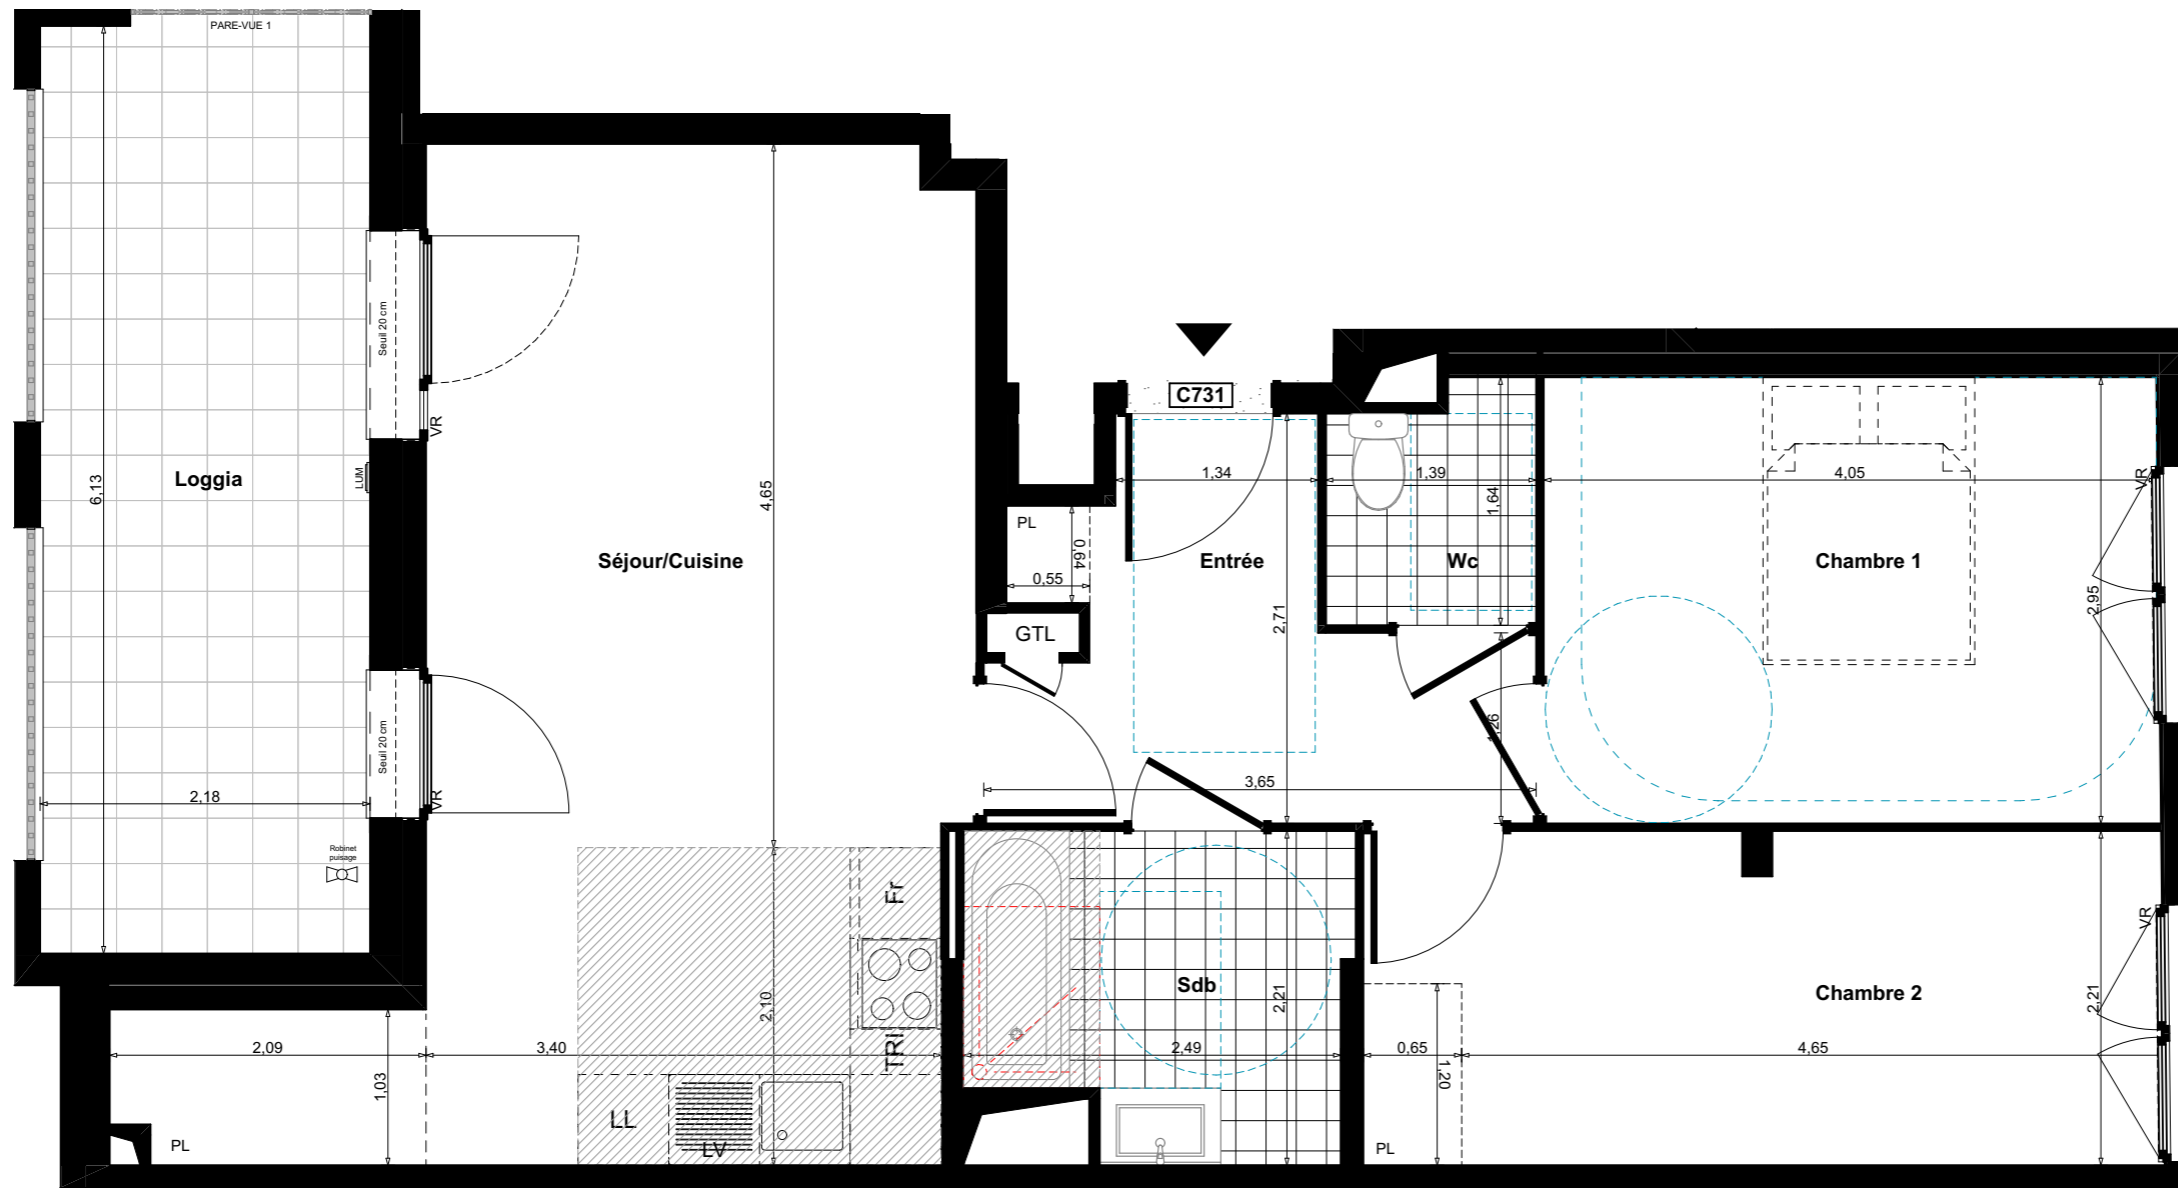 PARE-VUE 1
Seuil 20 cm
C731
VR
Loggia
LUM
6,13
4,65
1,34
1,39
4,05
VR
1,64
PL
0,64
0,55
Séjour/Cuisine
Entrée
Wc
Chambre 1
2,71
2,95
GTL
Seuil 20 cm
1,26
3,65
2,18
VR
Robinet
puisage
Fr
VR
Sdb
Chambre 2
2,10
2,21
2,21
2,09
3,40
TRI
2,49
0,65
4,65
1,03
1,20
LL
LV
PL
PL